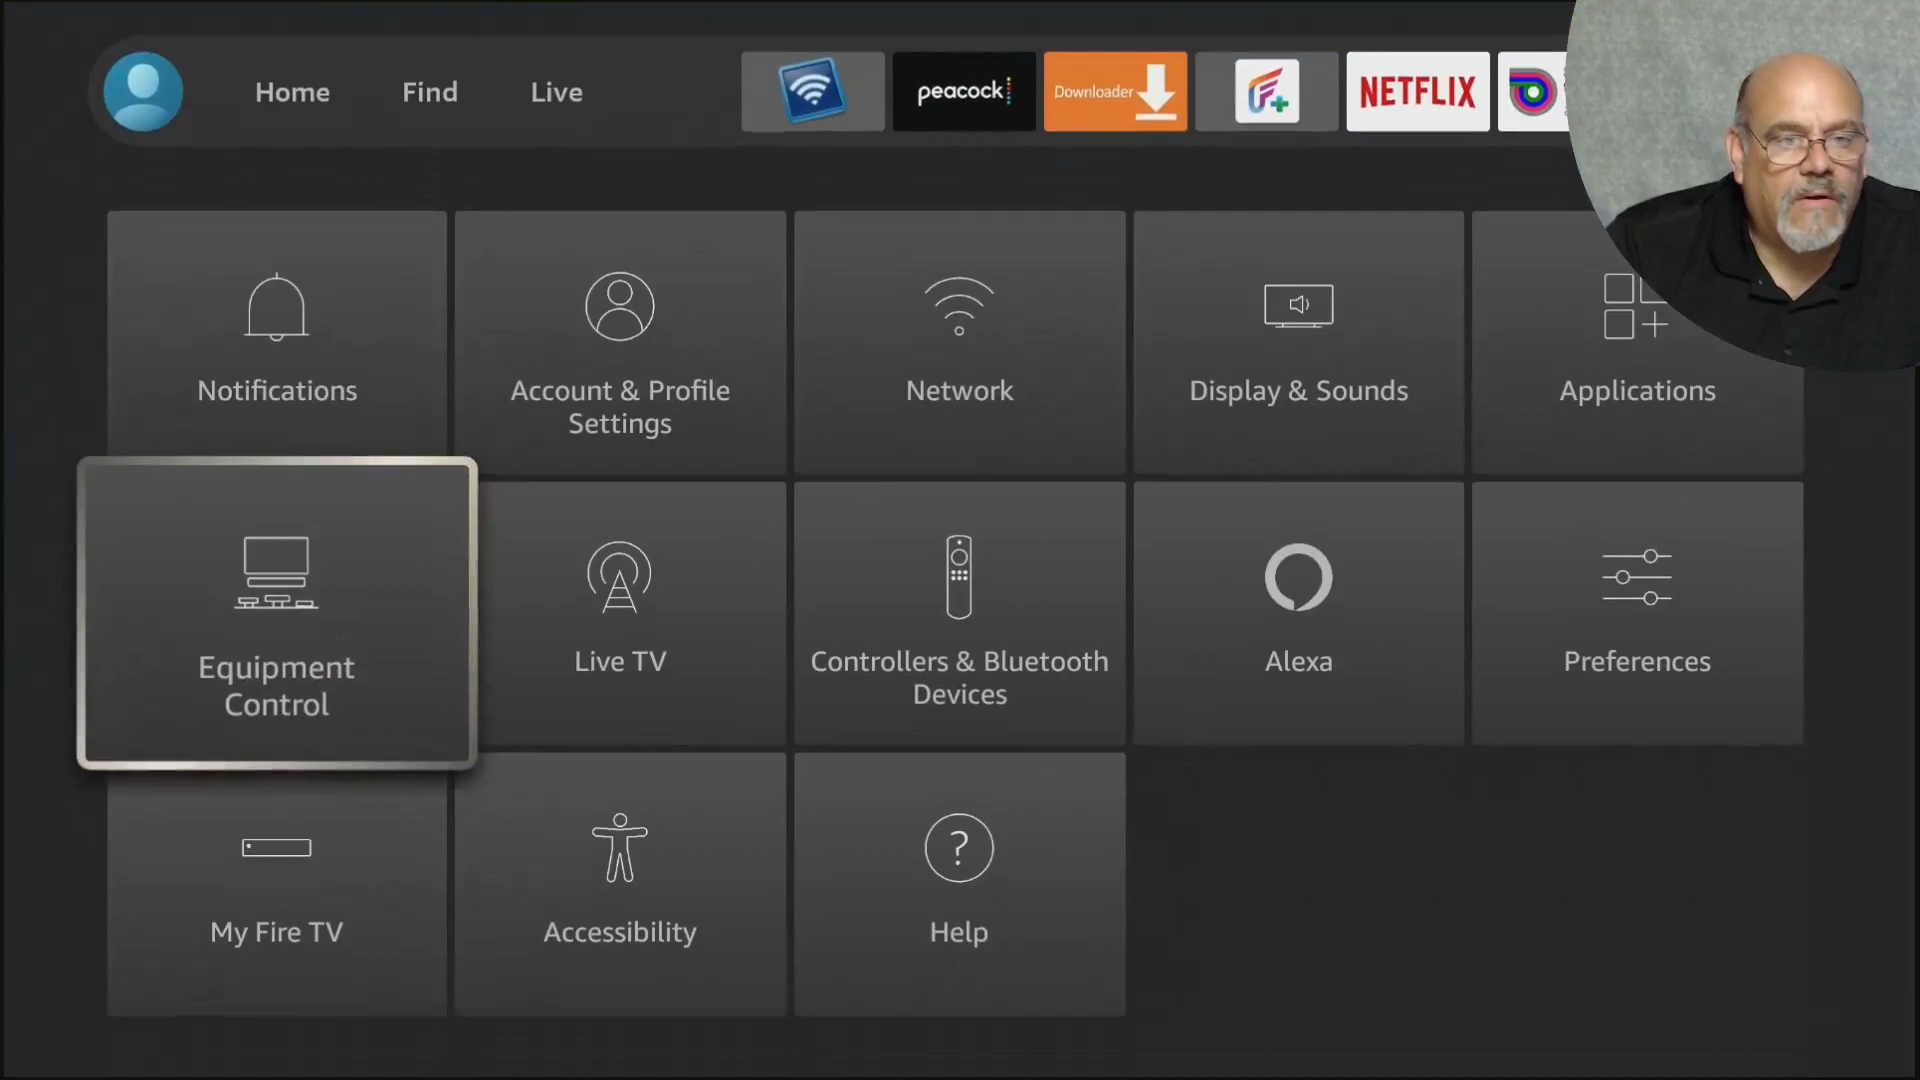 Home Find Live
peacock
Downloader
NETFLIX
Notifications
Account & Profile
Settings
Network
Display & Sounds
Applications
Equipment
Control
Live TV
Controllers & Bluetooth
Devices
Alexa
Preferences
My Fire TV
Accessibility
?
Help